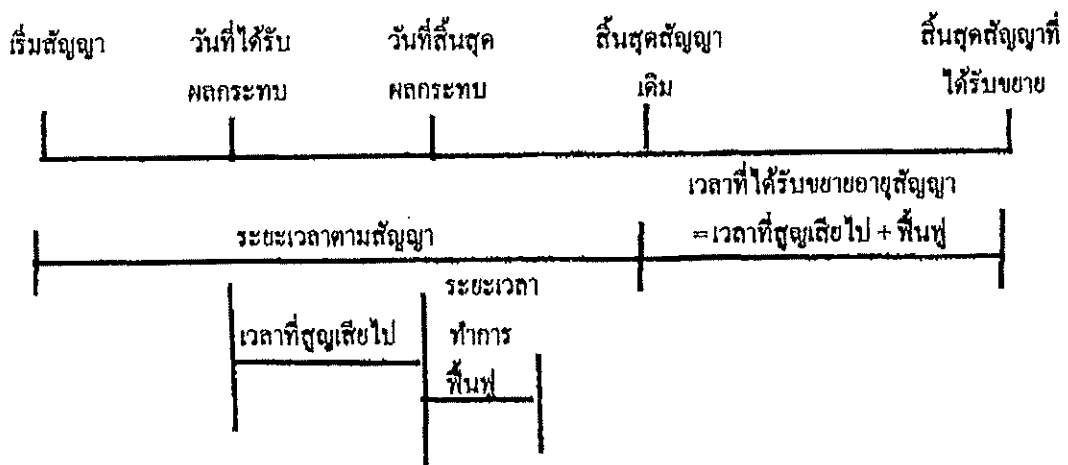 เริ่มสัญญา วันที่ได้รับ วันที่สิ้นสุด สิ้นสุดสัญญา สิ้นสุดสัญญาที่
ผลกระทบ ผลกระทบ เดิม ได้รับขยาย
เวลาที่ได้รับขยายอายุสัญญา
ระยะเวลาตามสัญญา =เวลาที่สูญเสียไป + ฟื้นฟู
ระยะเวลา
เวลาที่สูญเสียไป ทำการ
ฟื้นฟู